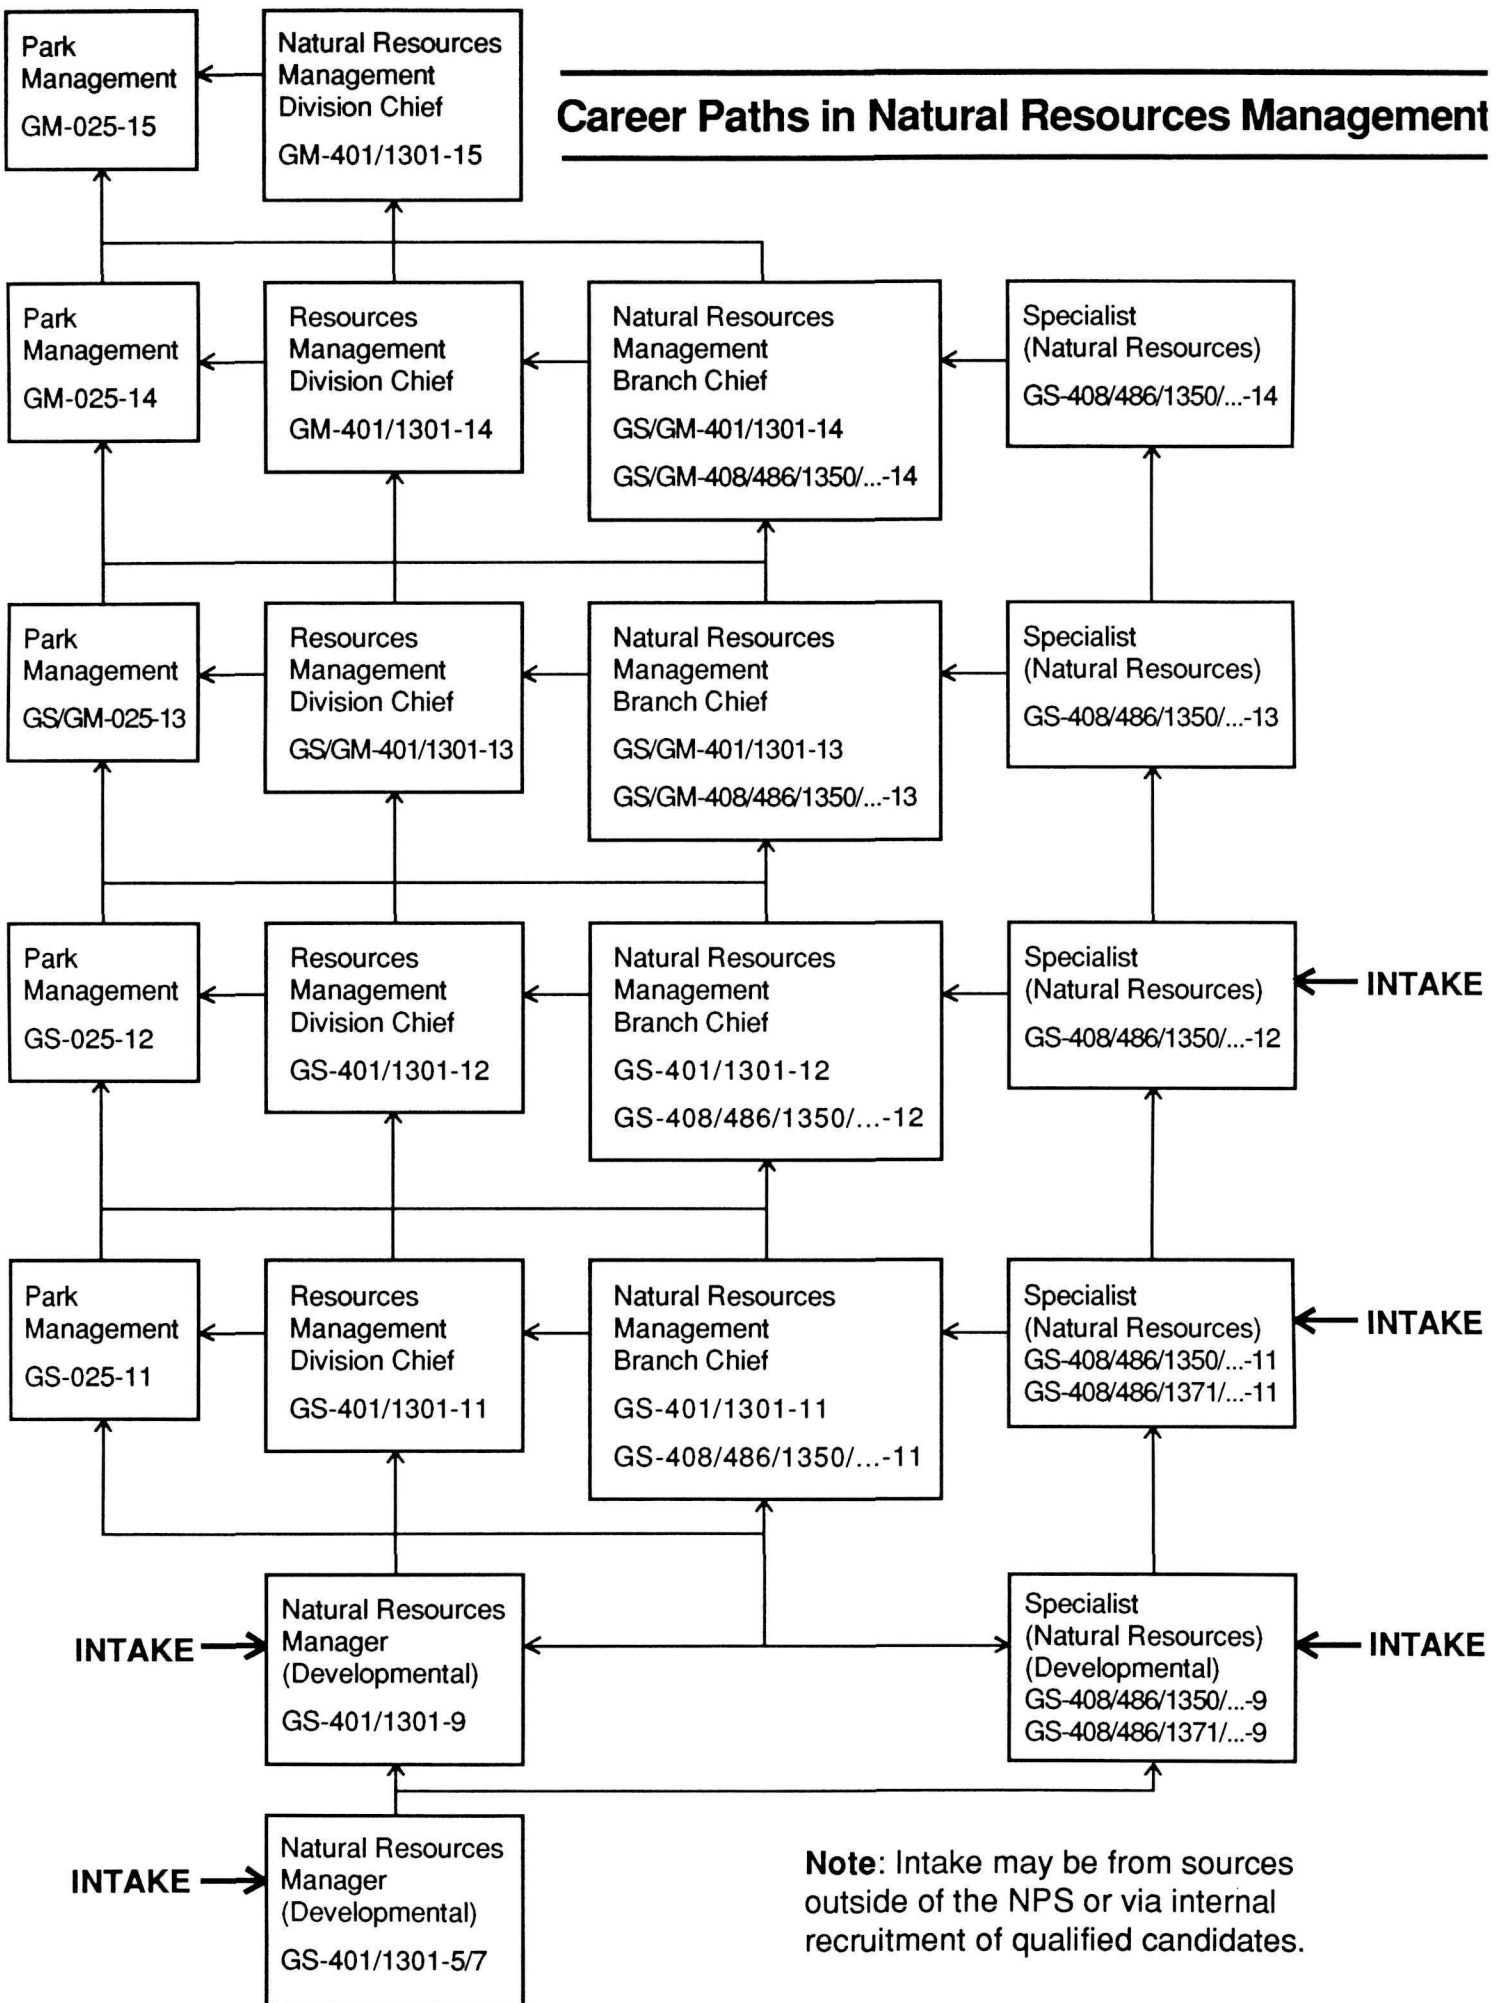 Park
Management
GM-025-15
Natural Resources
Management
Division Chief
GM-401/1301-15
Career Paths in Natural Resources Management
Park
Management
GM-025-14
Resources
Management
Division Chief
GM-401/1301-14
Natural Resources
Management
Branch Chief
GS/GM-401/1301-14
GS/GM-408/486/1350/...-14
Specialist
(Natural Resources)
GS-408/486/1350/...-14
Park
Management
GS/GM-025-13
Resources
Management
Division Chief
GS/GM-401/1301-13
Natural Resources
Management
Branch Chief
GS/GM-401/1301-13
GS/GM-408/486/1350/...-13
Specialist
(Natural Resources)
GS-408/486/1350/...-13
Park
Management
GS-025-12
Resources
Management
Division Chief
GS-401/1301-12
Natural Resources
Management
Branch Chief
GS-401/1301-12
GS-408/486/1350/...-12
Specialist
(Natural Resources)
GS-408/486/1350/...-12
INTAKE
Park
Management
GS-025-11
Resources
Management
Division Chief
GS-401/1301-11
Natural Resources
Management
Branch Chief
GS-401/1301-11
GS-408/486/1350/...-11
Specialist
(Natural Resources)
GS-408/486/1350/...-11
GS-408/486/1371/...-11
INTAKE
INTAKE
Natural Resources
Manager
(Developmental)
GS-401/1301-9
Specialist
(Natural Resources)
(Developmental)
GS-408/486/1350/...-9
GS-408/486/1371/...-9
INTAKE
INTAKE
Natural Resources
Manager
(Developmental)
GS-401/1301-5/7
Note: Intake may be from sources
outside of the NPS or via internal
recruitment of qualified candidates.